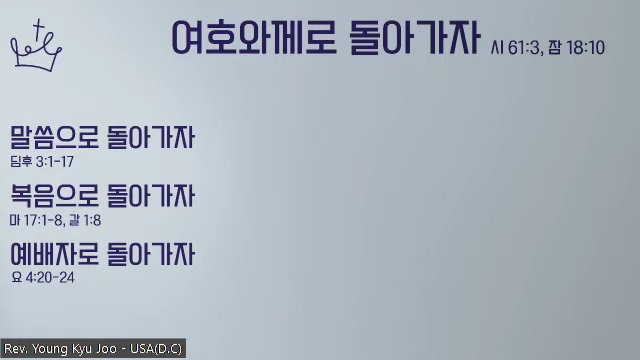 여호와께로 돌아가자 시 61:3, 잠 18:10
말씀으로 돌아가자
딤후 3:1-17
복음으로 돌아가자
마 17:1-8, 갈 1:8
예배자로 돌아가자
요 4:20-24
Rev. Young Kyu Joo - USA(D.C)